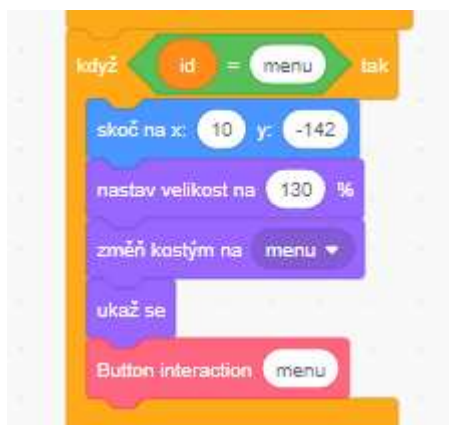 když id = menu tak
skoč na x: 10 y: -142
nastav velikost na 130 %
změň kostým na menu
ukaž se
Button interaction menu